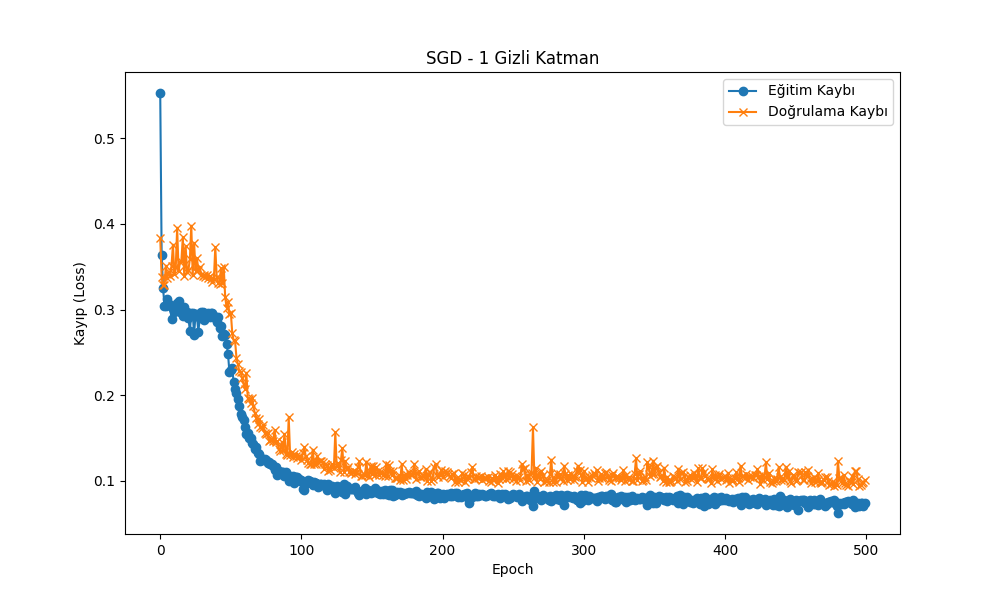 SGD - 1 Gizli Katman
Eğitim Kaybı
Doğrulama Kaybı
Kayıp (Loss)
0.5
0.4
0.3
0.2
0.1
0
100
200
300
400
500
Epoch